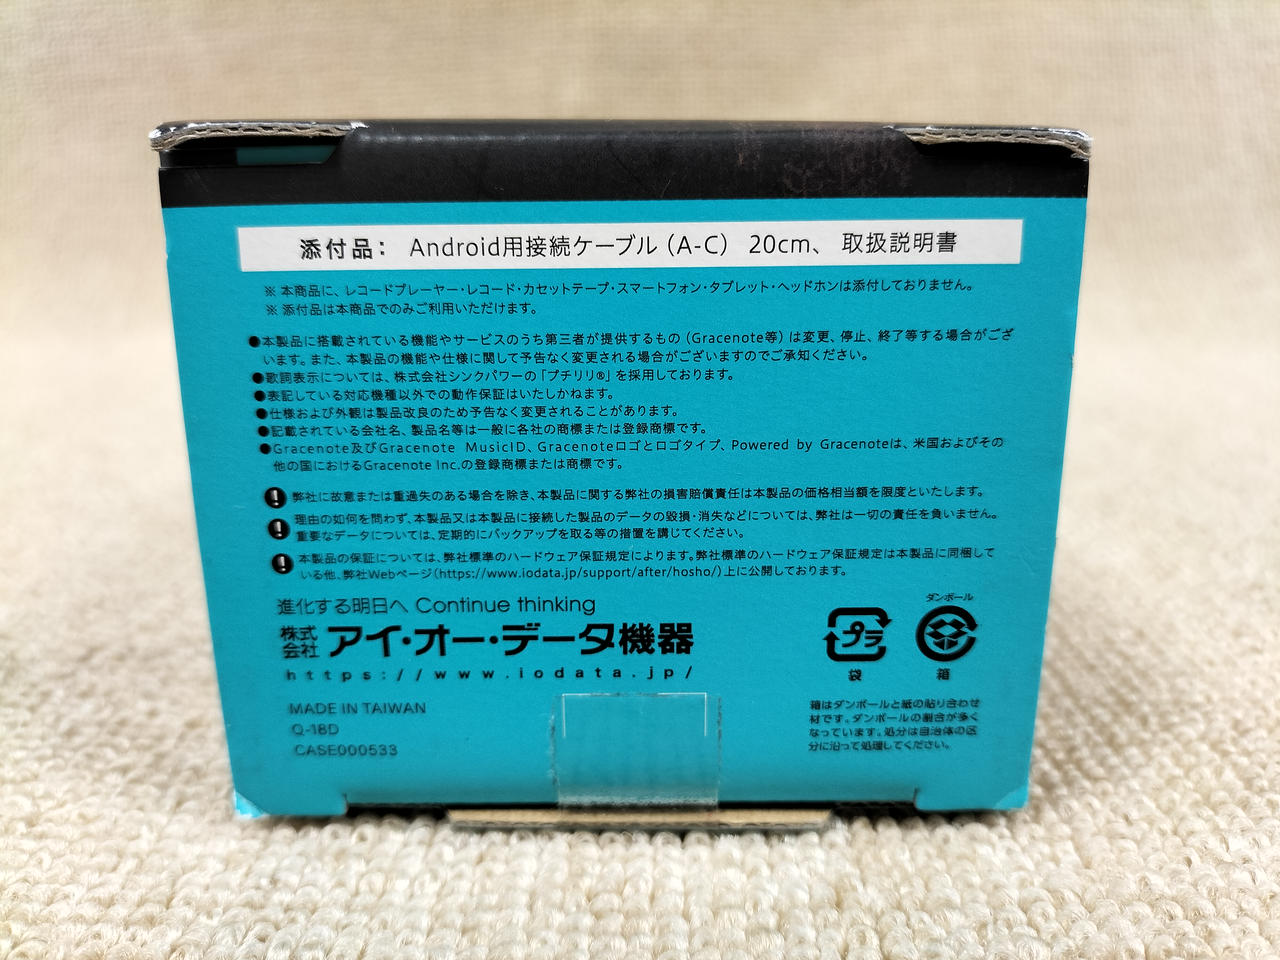 添付品： Android用接続ケーブル（A-C） 20cm、 取扱説明書
※ 本商品に、レコードプレーヤー・レコード・カセットテープ・スマートフォン・タブレット・ヘッドホンは添付しておりません。
※ 添付品は本商品でのみご利用いただけます。
●本製品に搭載されている機能やサービスのうち第三者が提供するもの（Gracenote等）は変更、停止、終了等する場合がござ
います。また、本製品の機能や仕様に関して予告なく変更される場合がございますのでご承知ください。
●歌詞表示については、株式会社シンクパワーの「プチリリ®」を採用しております。
●表記している対応機種以外での動作保証はいたしかねます。
●仕様および外観は製品改良のため予告なく変更されることがあります。
●記載されている会社名、製品名等は一般に各社の商標または登録商標です。
●Gracenote及びGracenote MusicID、Gracenoteロゴとロゴタイプ、Powered by Gracenoteは、米国およびその
他の国におけるGracenote Inc.の登録商標または商標です。
弊社に故意または重過失のある場合を除き、本製品に関する弊社の損害賠償責任は本製品の価格相当額を限度といたします。
理由の如何を問わず、本製品又は本製品に接続した製品のデータの毀損・消失などについては、弊社は一切の責任を負いません。
重要なデータについては、定期的にバックアップを取る等の措置を講じてください。
本製品の保証については、弊社標準のハードウェア保証規定によります。弊社標準のハードウェア保証規定は本製品に同梱して
いる他、弊社Webページ（https://www.iodata.jp/support/after/hosho/）上に公開しております。
進化する明日へ Continue thinking
株式会社 アイ・オー・データ機器
https://www.iodata.jp/
MADE IN TAIWAN
Q-18D
CASE000533
プラ
袋
ダンボール
箱
箱はダンボールと紙の貼り合わせ
材です。ダンボールの割合が多く
なっています。処分は自治体の区
分に沿って処理してください。